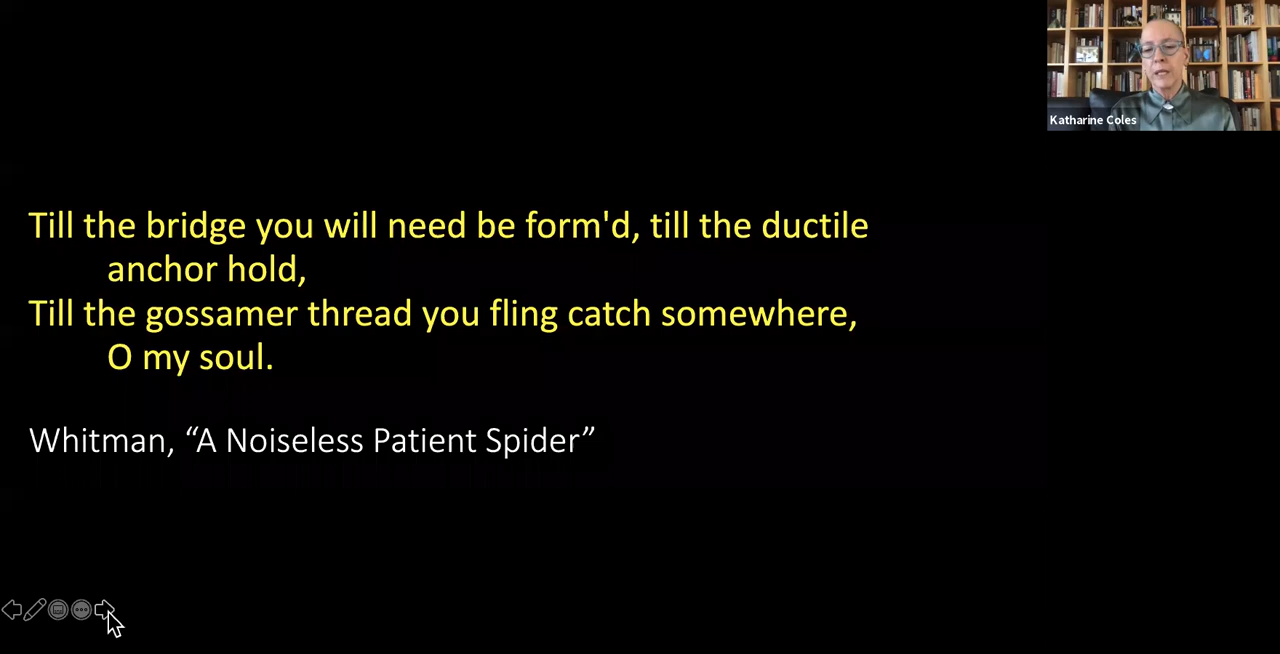 Katharine Coles
Till the bridge you will need be form'd, till the ductile
anchor hold,
Till the gossamer thread you fling catch somewhere,
O my soul.
Whitman, “A Noiseless Patient Spider”